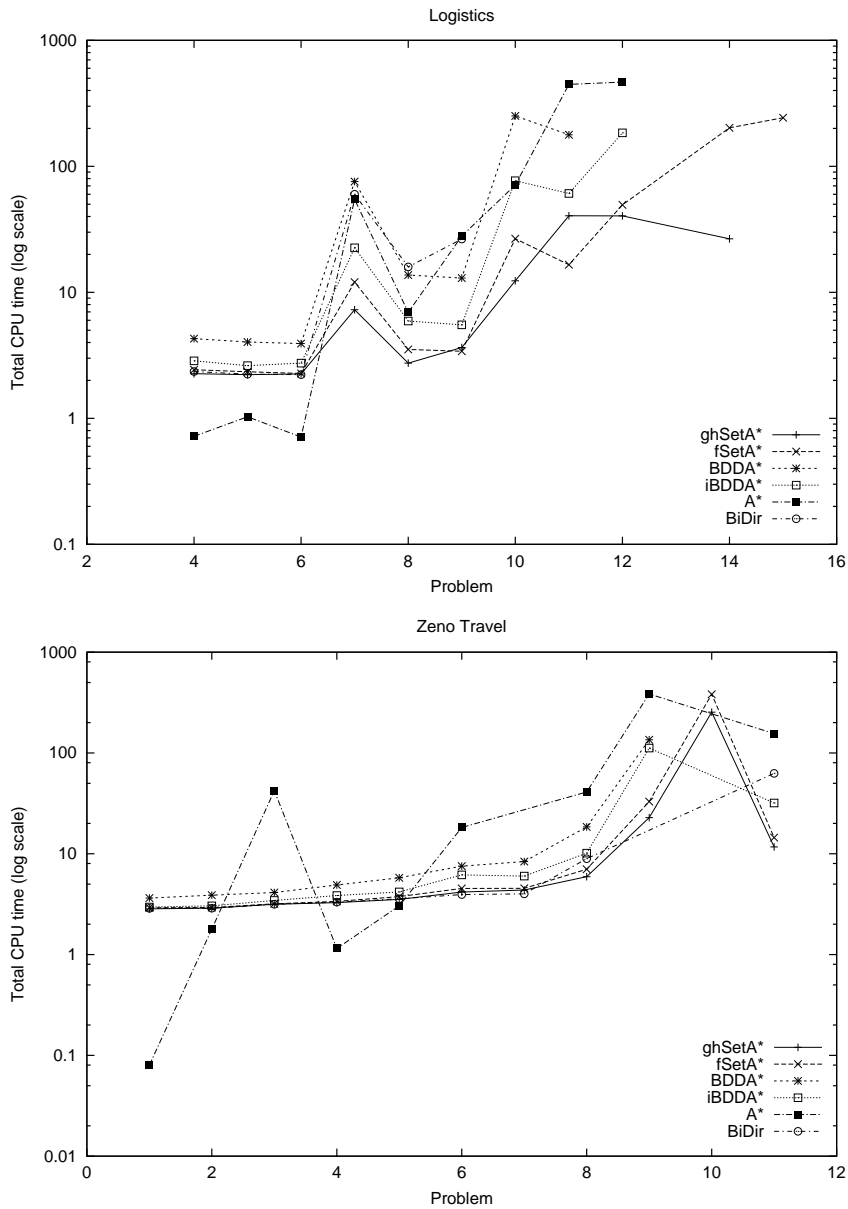 Logistics
1000
100
10
1
0.1
Total CPU time (log scale)
ghSetA*
fSetA*
BDDA*
iBDDA*
A*
BiDir
2 4 6 8 10 12 14 16
Problem
Zeno Travel
1000
100
10
1
0.1
0.01
Total CPU time (log scale)
ghSetA*
fSetA*
BDDA*
iBDDA*
A*
BiDir
0 2 4 6 8 10 12
Problem